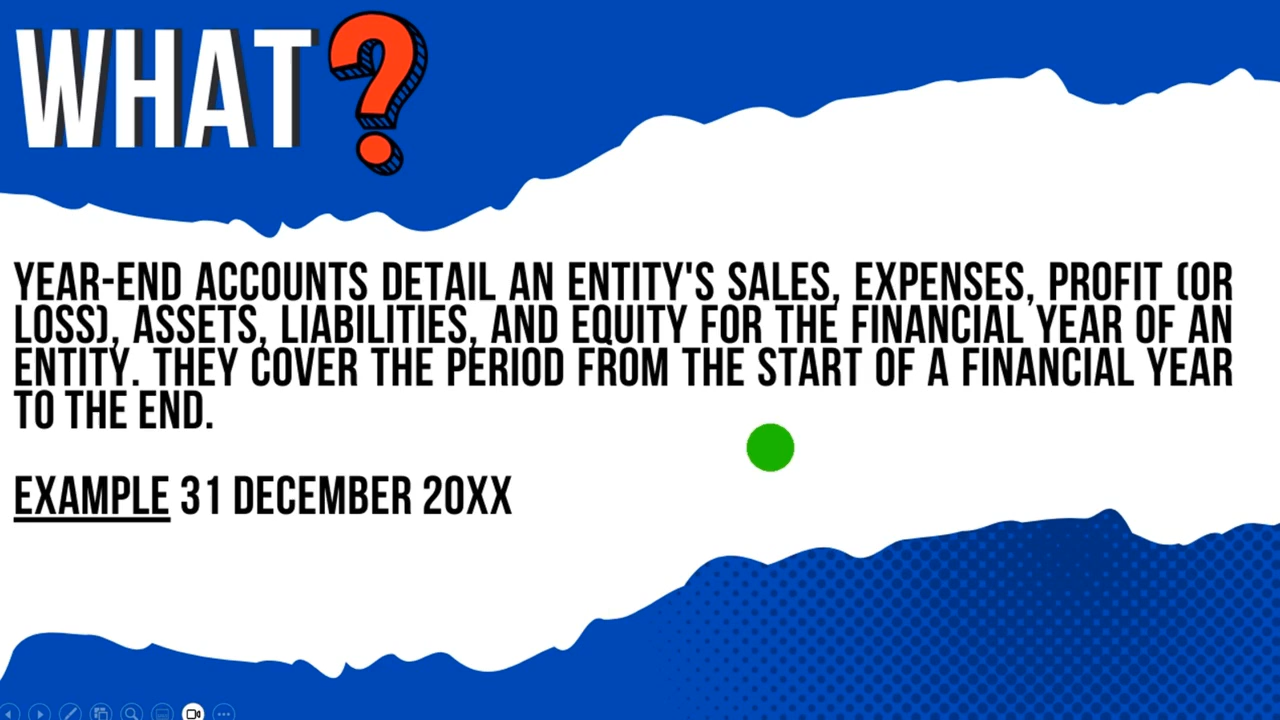 WHAT?
YEAR-END ACCOUNTS DETAIL AN ENTITY'S SALES, EXPENSES, PROFIT (OR
LOSS), ASSETS, LIABILITIES, AND EQUITY FOR THE FINANCIAL YEAR OF AN
ENTITY. THEY COVER THE PERIOD FROM THE START OF A FINANCIAL YEAR
TO THE END.
EXAMPLE 31 DECEMBER 20XX